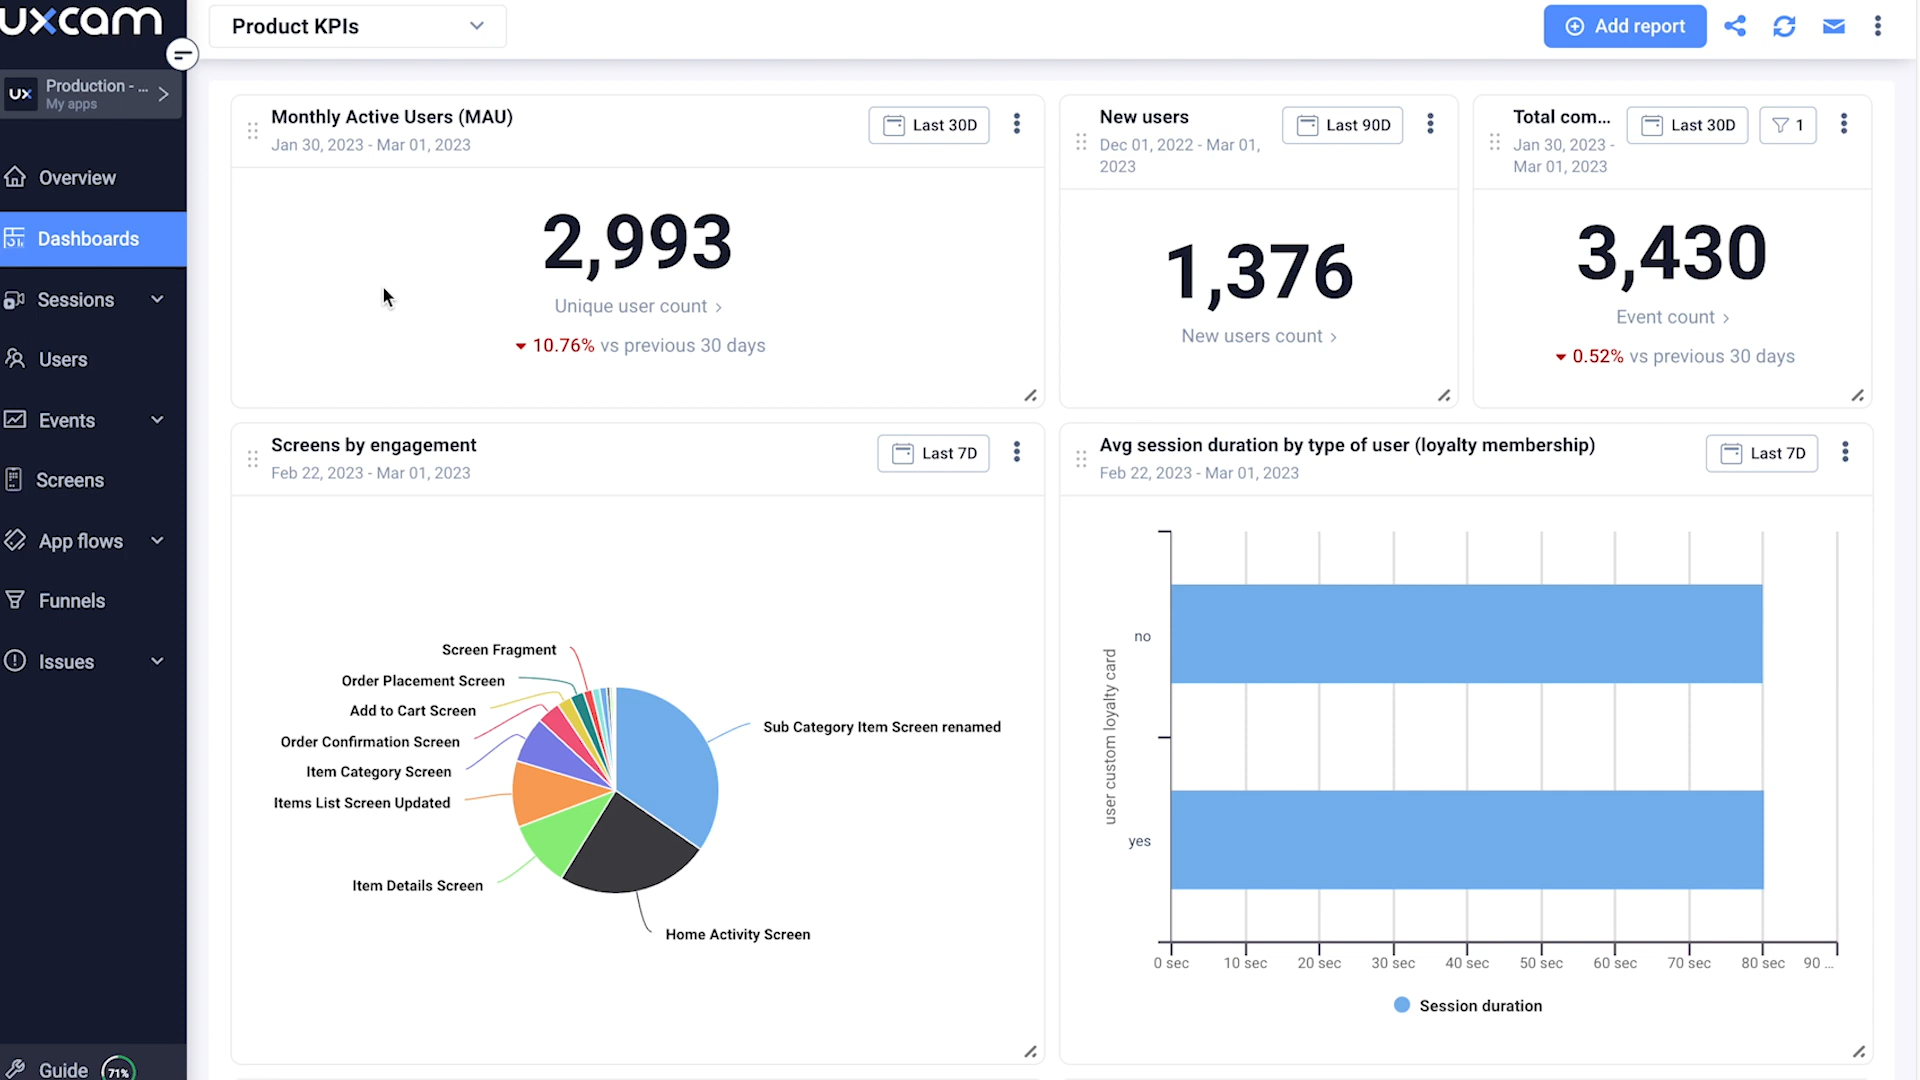 uxcam
Product KPIs
Add report
UX
Production - ...
My apps
Overview
Dashboards
Sessions
Users
Events
Screens
App flows
Funnels
Issues
Guide
71%
Monthly Active Users (MAU)
Jan 30, 2023 - Mar 01, 2023
Last 30D
2,993
Unique user count
10.76% vs previous 30 days
New users
Dec 01, 2022 - Mar 01,
2023
Last 90D
1,376
New users count
Total com...
Jan 30, 2023 -
Mar 01, 2023
Last 30D
1
3,430
Event count
0.52% vs previous 30 days
Screens by engagement
Feb 22, 2023 - Mar 01, 2023
Last 7D
Screen Fragment
Order Placement Screen
Add to Cart Screen
Order Confirmation Screen
Item Category Screen
Items List Screen Updated
Item Details Screen
Sub Category Item Screen renamed
Home Activity Screen
Avg session duration by type of user (loyalty membership)
Feb 22, 2023 - Mar 01, 2023
Last 7D
user custom loyalty card
no
yes
0 sec
10 sec
20 sec
30 sec
40 sec
50 sec
60 sec
70 sec
80 sec
90 ...
Session duration